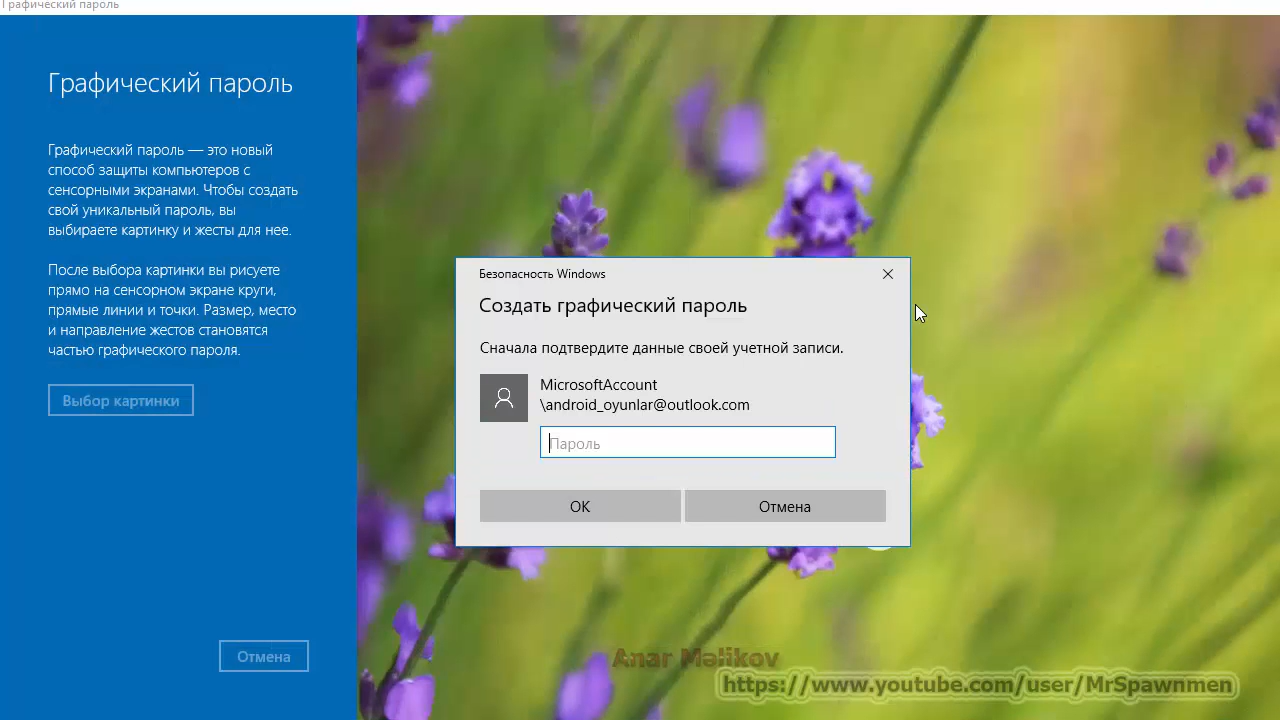 Графический пароль
Графический пароль
Графический пароль — это новый
способ защиты компьютеров с
сенсорными экранами. Чтобы создать
свой уникальный пароль, вы
выбираете картинку и жесты для нее.
После выбора картинки вы рисуете
прямо на сенсорном экране круги,
прямые линии и точки. Размер, место
и направление жестов становятся
частью графического пароля.
Выбор картинки
Отмена
Безопасность Windows
Создать графический пароль
Сначала подтвердите данные своей учетной записи.
MicrosoftAccount
\android_oyunlar@outlook.com
Пароль
ОК
Отмена
Anar Məlikov
https://www.youtube.com/user/MrSpawnmen